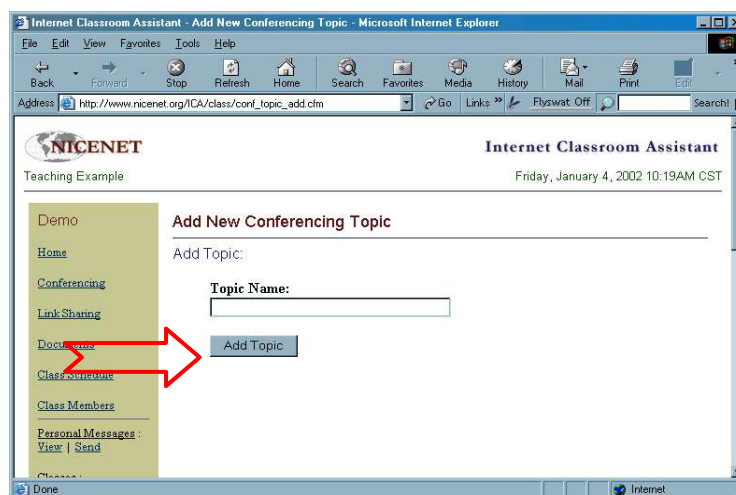 Internet Classroom Assistant - Add New Conferencing Topic - Microsoft Internet Explorer
File Edit View Favorites Tools Help
Back Forward Stop Refresh Home Search Favorites Media History Mail Print Edit
Address http://www.nicenet.org/ICA/class/conf_topic_add.cfm Go Links » Flyswat Off Search!
NICENET Internet Classroom Assistant
Teaching Example Friday, January 4, 2002 10:19AM CST
Demo
Add New Conferencing Topic
Home
Add Topic:
Conferencing
Topic Name:
Link Sharing
Documents
Add Topic
Class Schedule
Class Members
Personal Messages :
View | Send
Classes :
Done Internet